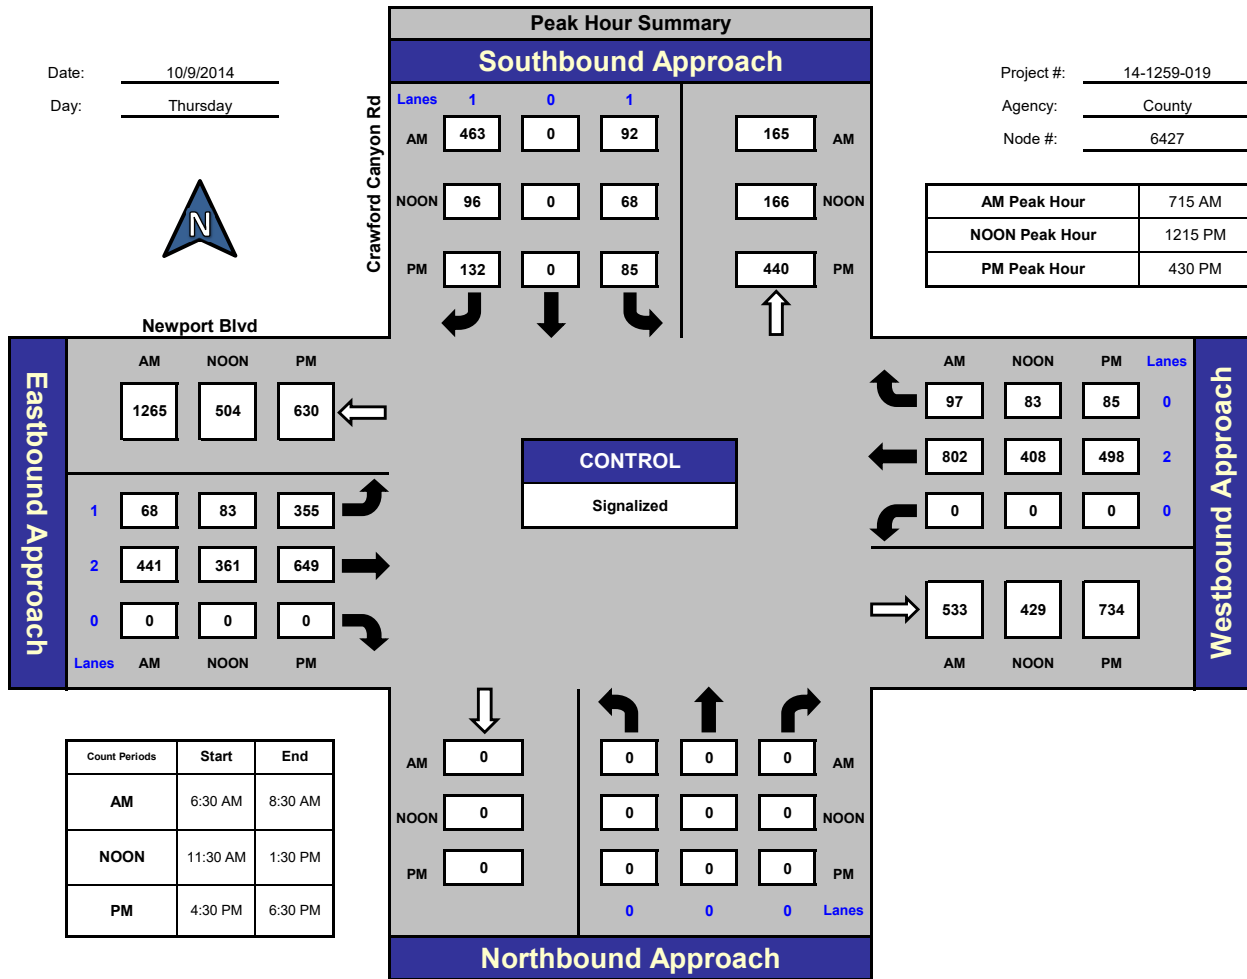 Peak Hour Summary
Southbound Approach
Date: 10/9/2014
Day: Thursday
Project #: 14-1259-019
Agency: County
Node #: 6427
N
Crawford Canyon Rd
Lanes 1 0 1
AM 463 0 92 165 AM
NOON 96 0 68 166 NOON
PM 132 0 85 440 PM
AM Peak Hour 715 AM
NOON Peak Hour 1215 PM
PM Peak Hour 430 PM
Newport Blvd
Eastbound Approach
AM NOON PM
1265 504 630
1 68 83 355
2 441 361 649
0 0 0 0
Lanes AM NOON PM
CONTROL
Signalized
AM NOON PM Lanes
97 83 85 0
802 408 498 2
0 0 0 0
533 429 734
AM NOON PM
Westbound Approach
Count Periods Start End
AM 6:30 AM 8:30 AM
NOON 11:30 AM 1:30 PM
PM 4:30 PM 6:30 PM
AM 0 0 0 0 AM
NOON 0 0 0 0 NOON
PM 0 0 0 0 PM
0 0 0 Lanes
Northbound Approach